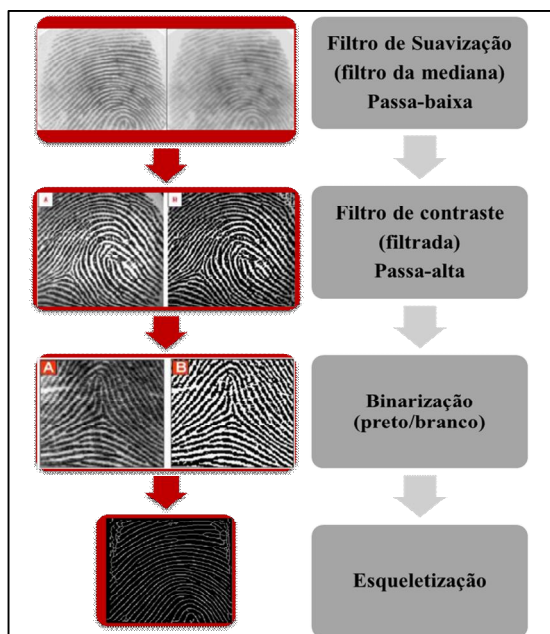 Filtro de Suavização
(filtro da mediana)
Passa-baixa
A
Filtro de contraste
(filtrada)
Passa-alta
A
B
Binarização
(preto/branco)
Esqueletização